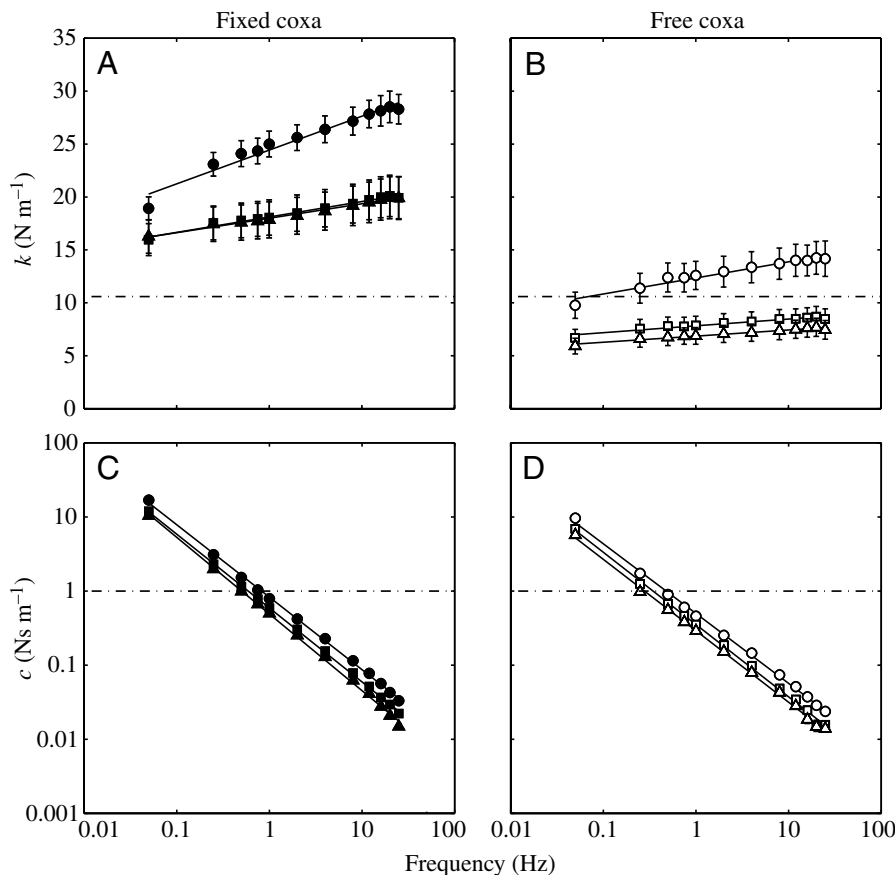 Fixed coxa
Free coxa
A
B
35
30
25
20
15
10
5
0
k (N m−1)
C
D
100
10
1
0.1
0.01
0.001
c (Ns m−1)
0.01 0.1 1 10 100
0.01 0.1 1 10 100
Frequency (Hz)